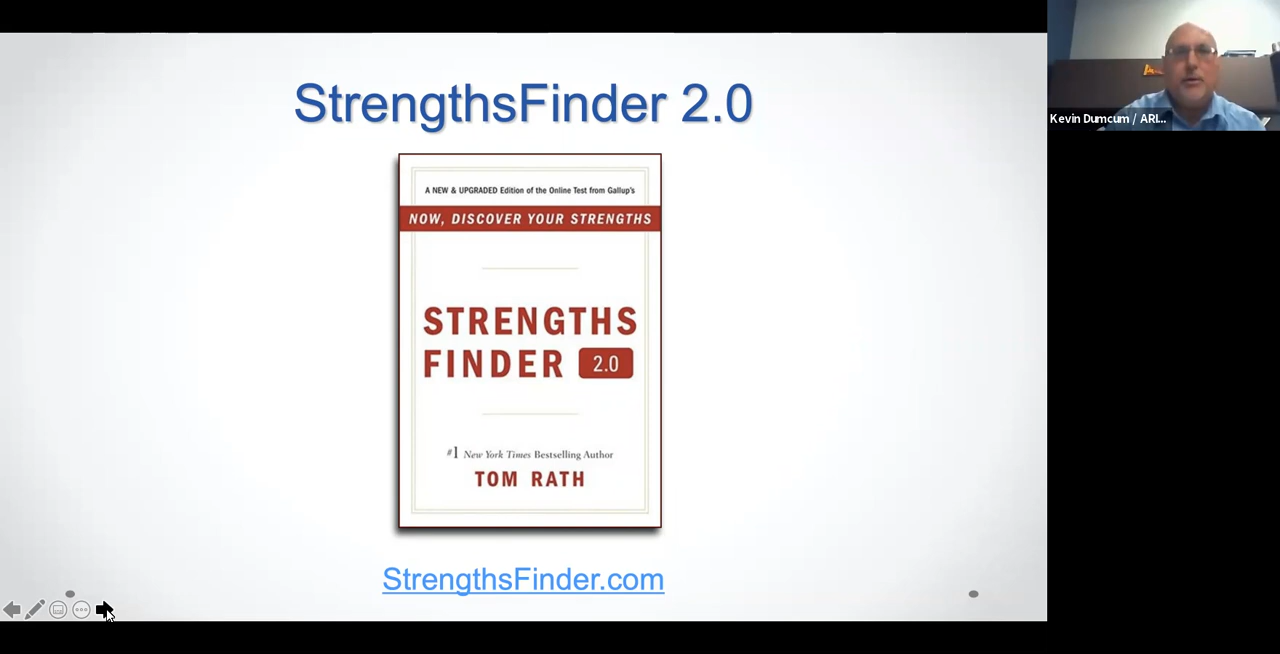 StrengthsFinder 2.0
A NEW & UPGRADED Edition of the Online Test from Gallup's
NOW, DISCOVER YOUR STRENGTHS
STRENGTHS
FINDER 2.0
#1 New York Times Bestselling Author
TOM RATH
StrengthsFinder.com
Kevin Dumcum / ARI...